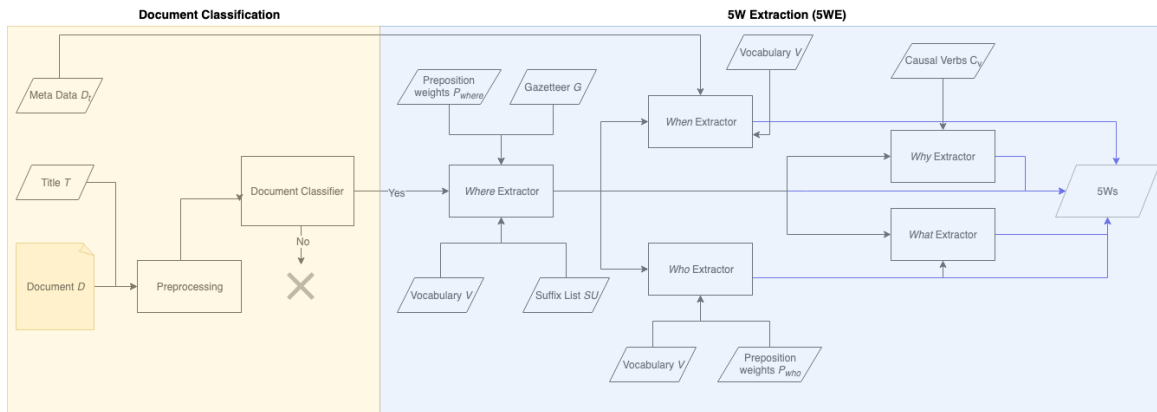 Document Classification
5W Extraction (5WE)
Meta Data D_t
Preposition
weights P_where
Gazetteer G
Vocabulary V
Causal Verbs C_v
When Extractor
Why Extractor
Title T
Document Classifier
Yes
Where Extractor
5Ws
No
What Extractor
Document D
Preprocessing
Vocabulary V
Suffix List SU
Who Extractor
Vocabulary V
Preposition
weights P_who